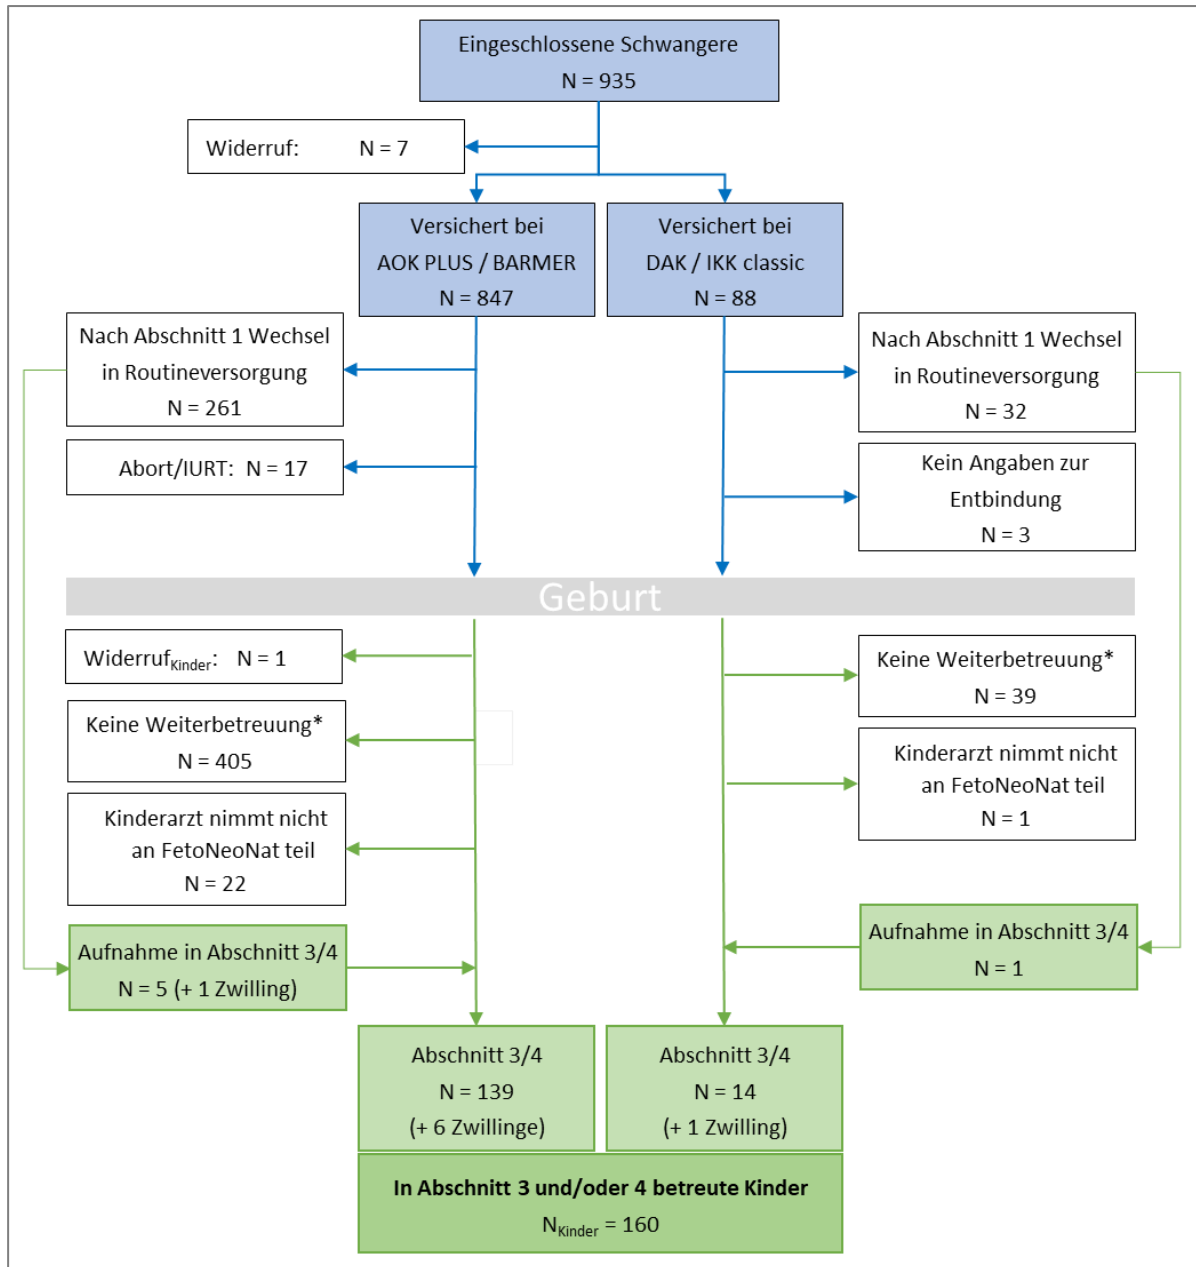 Eingeschlossene Schwangere
N = 935
Widerruf: N = 7
Versichert bei
AOK PLUS / BARMER
N = 847
Versichert bei
DAK / IKK classic
N = 88
Nach Abschnitt 1 Wechsel
in Routineversorgung
N = 261
Nach Abschnitt 1 Wechsel
in Routineversorgung
N = 32
Abort/IURT: N = 17
Kein Angaben zur
Entbindung
N = 3
Geburt
Widerruf Kinder: N = 1
Keine Weiterbetreuung*
N = 39
Keine Weiterbetreuung*
N = 405
Kinderarzt nimmt nicht
an FetoNeoNat teil
N = 1
Kinderarzt nimmt nicht
an FetoNeoNat teil
N = 22
Aufnahme in Abschnitt 3/4
N = 5 (+ 1 Zwilling)
Aufnahme in Abschnitt 3/4
N = 1
Abschnitt 3/4
N = 139
(+ 6 Zwillinge)
Abschnitt 3/4
N = 14
(+ 1 Zwilling)
In Abschnitt 3 und/oder 4 betreute Kinder
N Kinder = 160